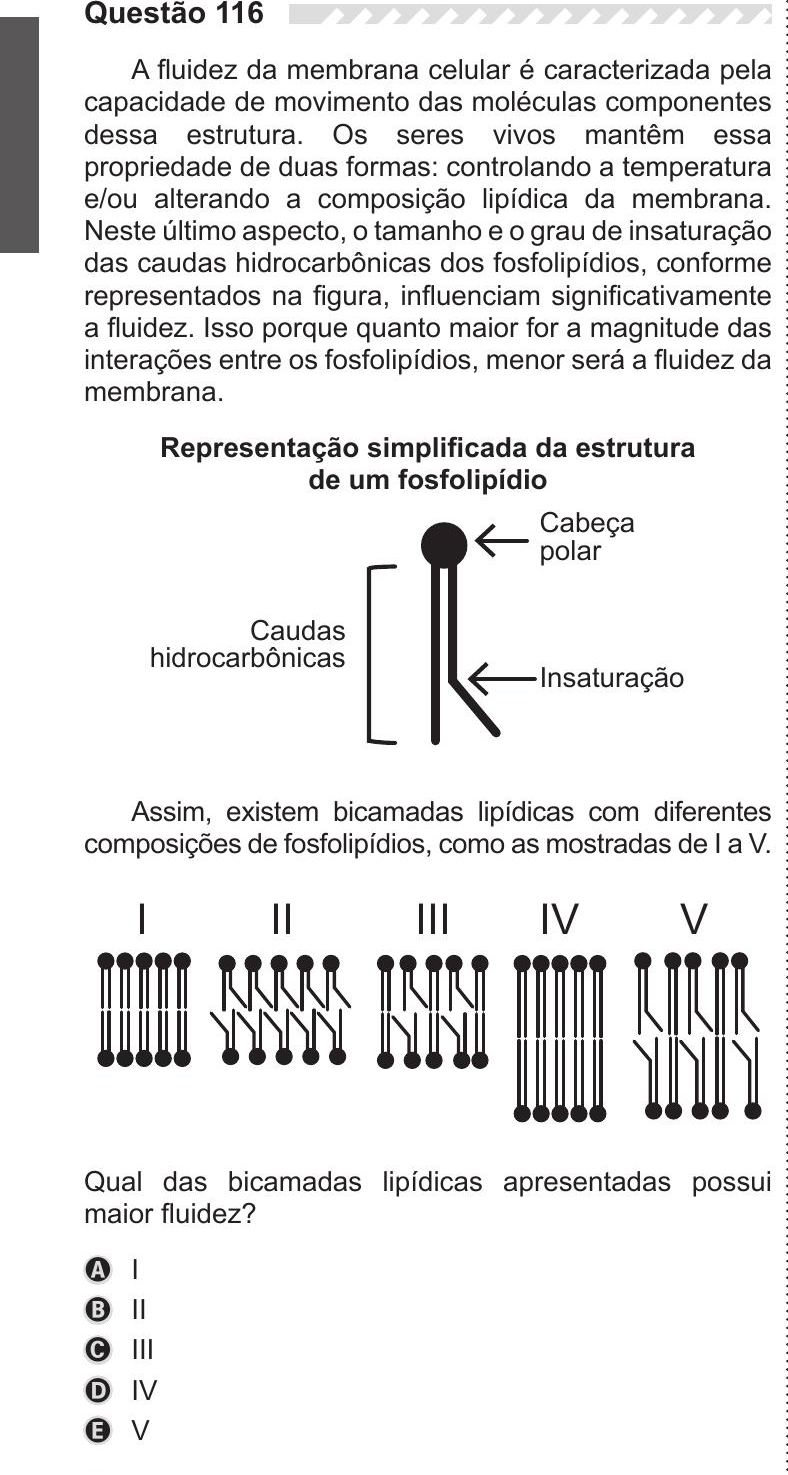 Questão 116
A fluidez da membrana celular é caracterizada pela
capacidade de movimento das moléculas componentes
dessa estrutura. Os seres vivos mantêm essa
propriedade de duas formas: controlando a temperatura
e/ou alterando a composição lipídica da membrana.
Neste último aspecto, o tamanho e o grau de insaturação
das caudas hidrocarbônicas dos fosfolipídios, conforme
representados na figura, influenciam significativamente
a fluidez. Isso porque quanto maior for a magnitude das
interações entre os fosfolipídios, menor será a fluidez da
membrana.
Representação simplificada da estrutura
de um fosfolipídio
Cabeça
polar
Caudas
hidrocarbônicas
Insaturação
Assim, existem bicamadas lipídicas com diferentes
composições de fosfolipídios, como as mostradas de I a V.
I II III IV V
Qual das bicamadas lipídicas apresentadas possui
maior fluidez?
A I
B II
C III
D IV
E V